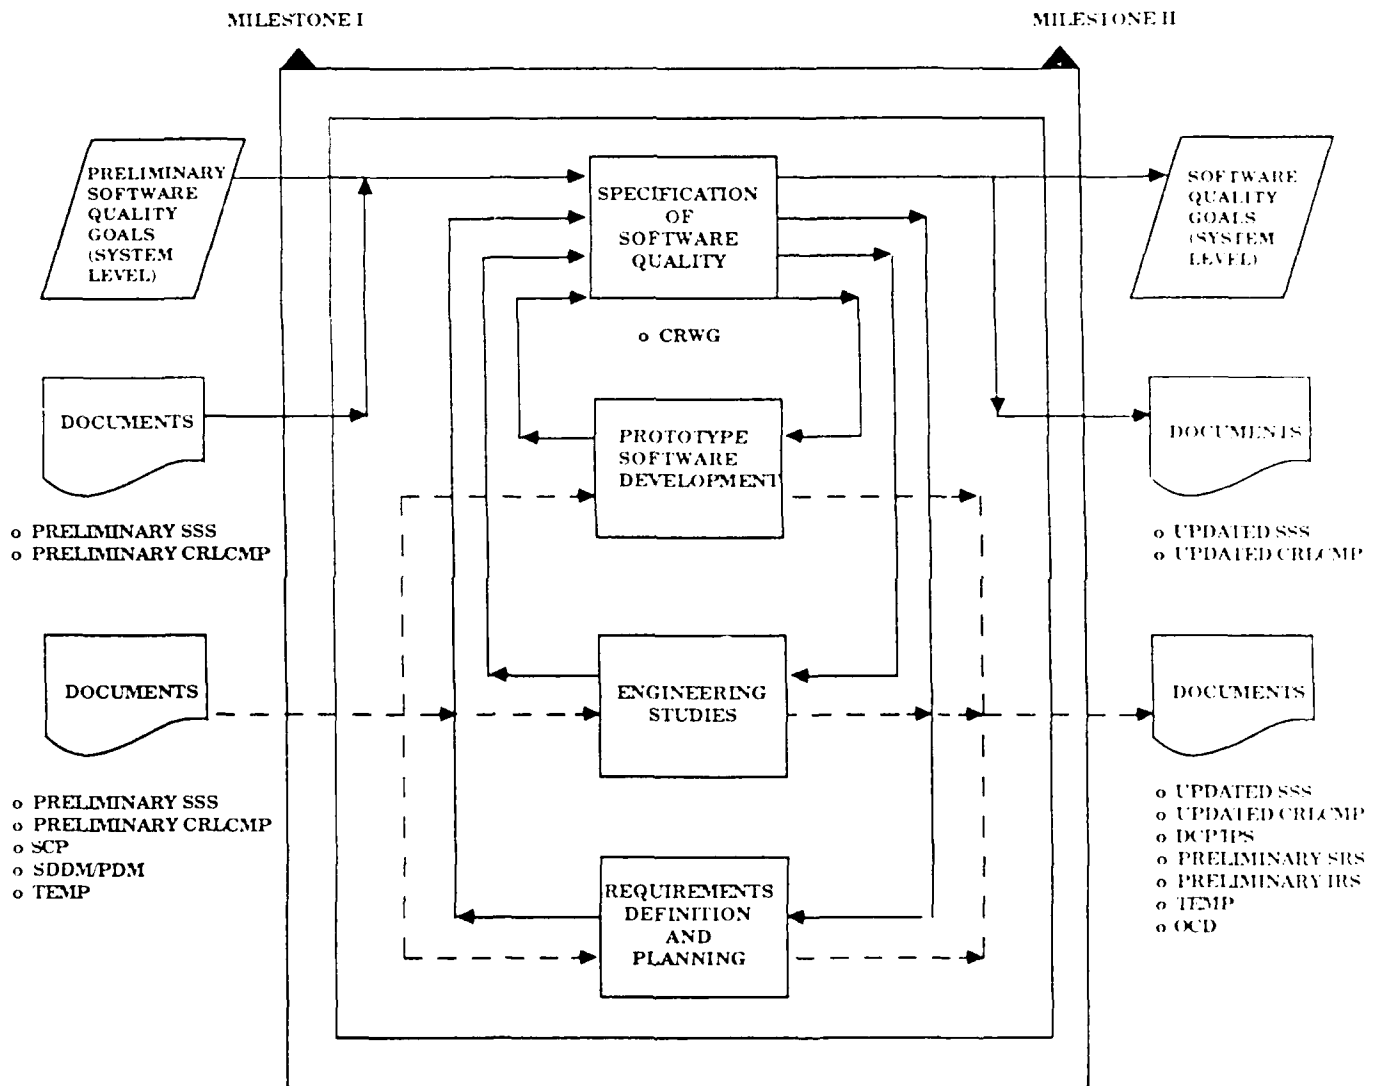 MILESTONE I
MILESTONE II
PRELIMINARY
SOFTWARE
QUALITY
GOALS
(SYSTEM
LEVEL)
SPECIFICATION
OF
SOFTWARE
QUALITY
SOFTWARE
QUALITY
GOALS
(SYSTEM
LEVEL)
o CRWG
DOCUMENTS
PROTOTYPE
SOFTWARE
DEVELOPMENT
DOCUMENTS
o PRELIMINARY SSS
o PRELIMINARY CRLCMP
o UPDATED SSS
o UPDATED CRLCMP
DOCUMENTS
ENGINEERING
STUDIES
DOCUMENTS
o PRELIMINARY SSS
o PRELIMINARY CRLCMP
o SCP
o SDDM/PDM
o TEMP
REQUIREMENTS
DEFINITION
AND
PLANNING
o UPDATED SSS
o UPDATED CRLCMP
o DCP/IPS
o PRELIMINARY SRS
o PRELIMINARY IRS
o TEMP
o OCD